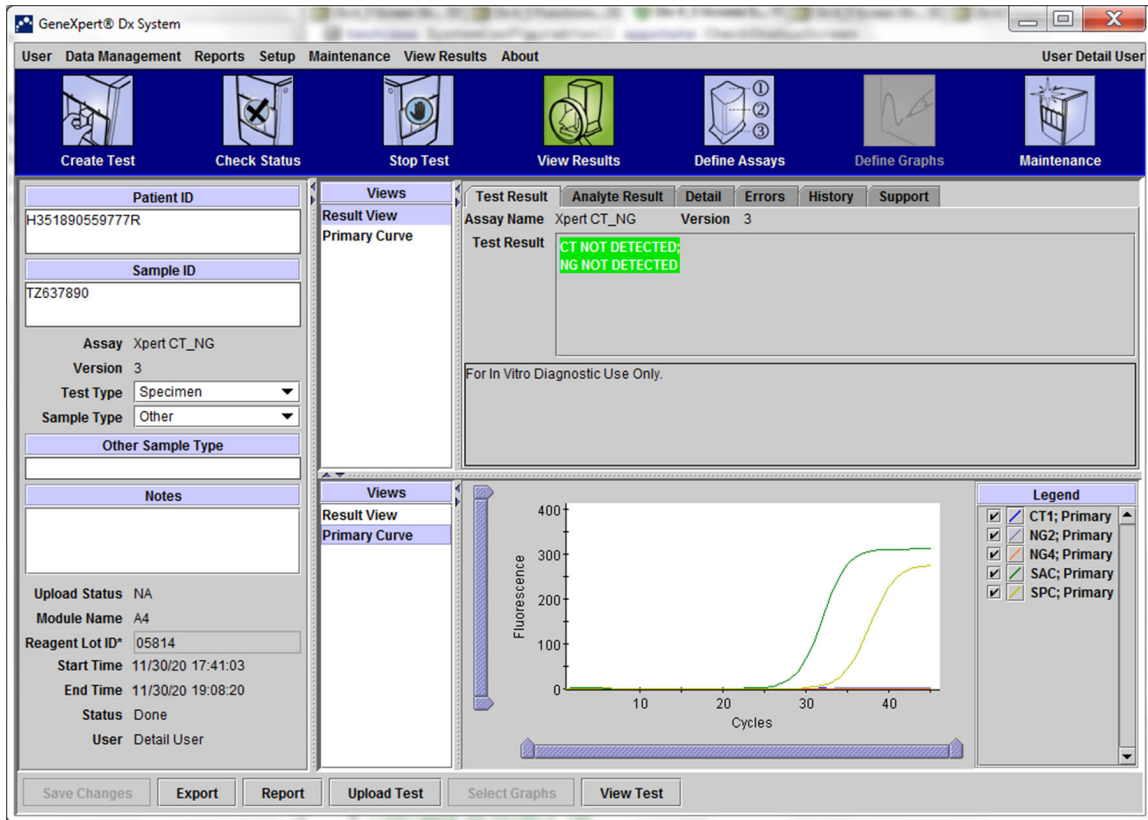 GeneXpert® Dx System
User Data Management Reports Setup Maintenance View Results About User Detail User
Create Test
Check Status
Stop Test
View Results
① ② ③
Define Assays
Define Graphs
Maintenance
Patient ID
H351890559777R
Sample ID
TZ637890
Assay Xpert CT_NG
Version 3
Test Type Specimen
Sample Type Other
Other Sample Type
Notes
Upload Status NA
Module Name A4
Reagent Lot ID* 05814
Start Time 11/30/20 17:41:03
End Time 11/30/20 19:08:20
Status Done
User Detail User
Views
Result View
Primary Curve
Test Result Analyte Result Detail Errors History Support
Assay Name Xpert CT_NG Version 3
Test Result CT NOT DETECTED;
NG NOT DETECTED
For In Vitro Diagnostic Use Only.
Views
Result View
Primary Curve
Fluorescence
400
300
200
100
0
10 20 30 40
Cycles
Legend
CT1; Primary
NG2; Primary
NG4; Primary
SAC; Primary
SPC; Primary
Save Changes Export Report Upload Test Select Graphs View Test